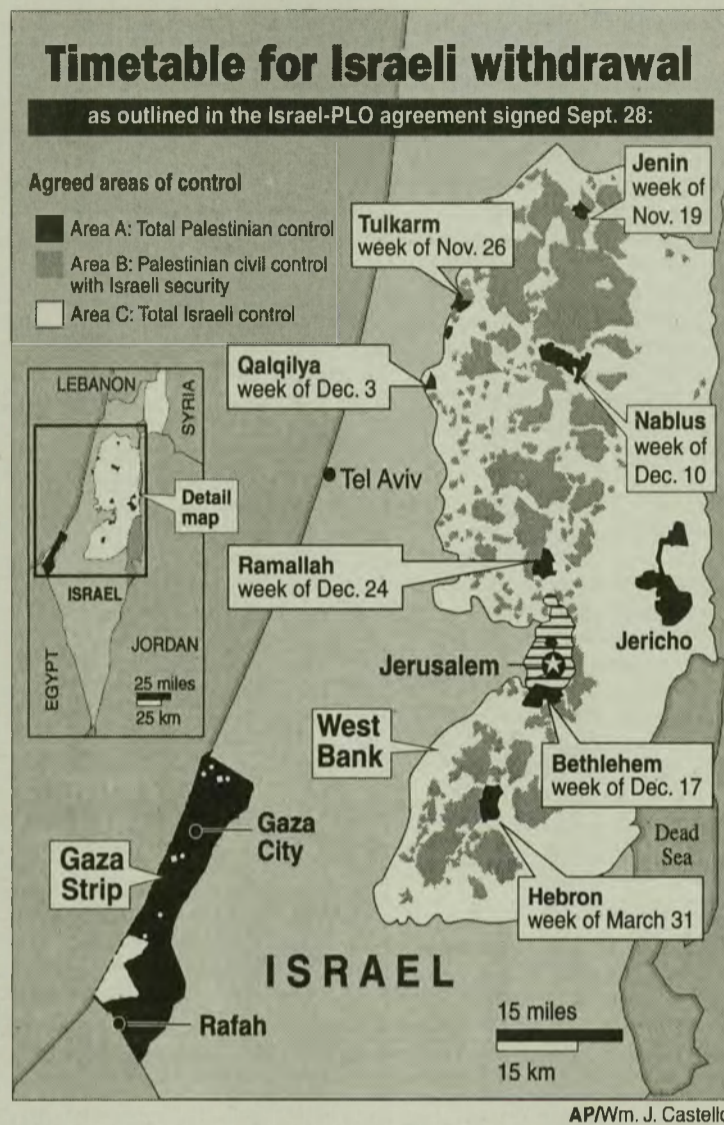 Timetable for Israeli withdrawal
as outlined in the Israel-PLO agreement signed Sept. 28:
Agreed areas of control
Area A: Total Palestinian control
Area B: Palestinian civil control
with Israeli security
Area C: Total Israeli control
Jenin
week of
Nov. 19
Tulkarm
week of Nov. 26
Qalqilya
week of Dec. 3
Nablus
week of
Dec. 10
Tel Aviv
LEBANON
SYRIA
Detail
map
ISRAEL
JORDAN
EGYPT
25 miles
25 km
Ramallah
week of Dec. 24
Jericho
Jerusalem
West
Bank
Bethlehem
week of Dec. 17
Dead
Sea
Gaza
City
Gaza
Strip
Hebron
week of March 31
ISRAEL
Rafah
15 miles
15 km
AP/Wm. J. Castello